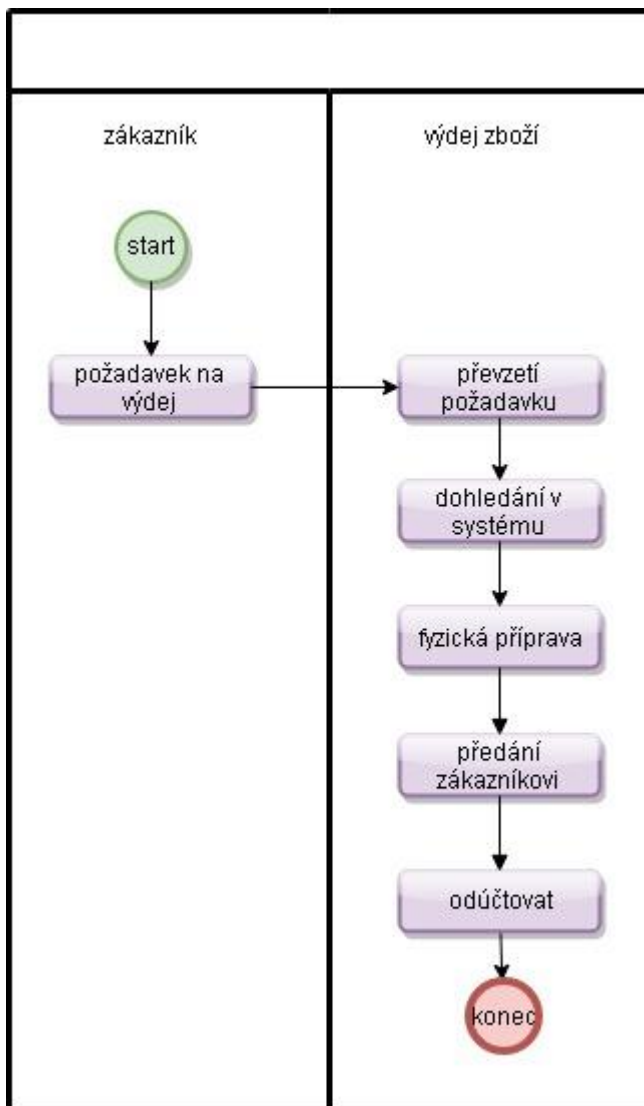 zákazník
výdej zboží
start
požadavek na
výdej
převzetí
požadavku
dohledání v
systému
fyzická příprava
předání
zákazníkovi
odúčtovat
konec